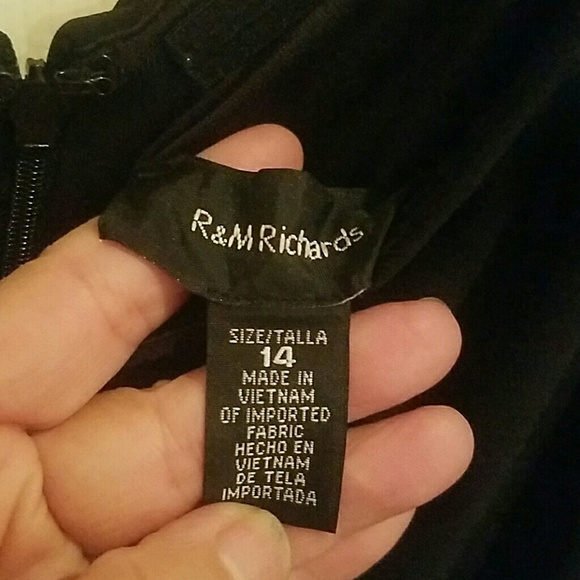 R&M Richards
SIZE/TALLA
14
MADE IN
VIETNAM
OF IMPORTED
FABRIC
HECHO EN
VIETNAM
DE TELA
IMPORTADA